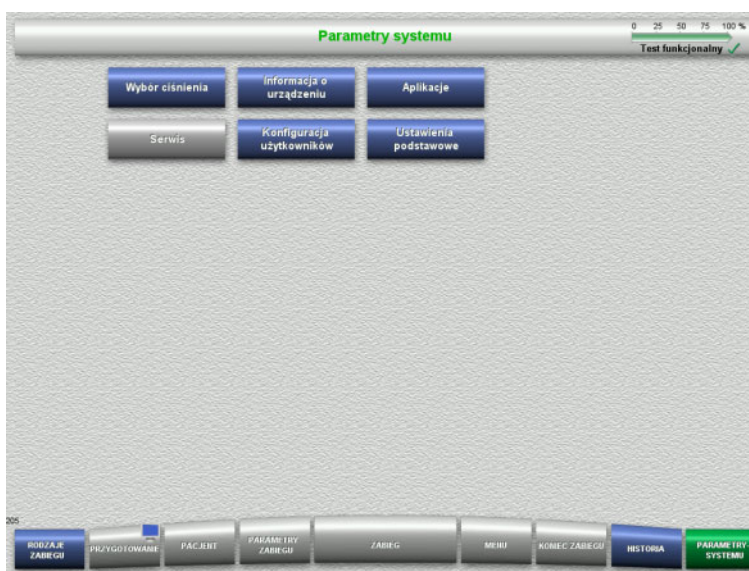 Parametry systemu
0 25 50 75 100 %
Test funkcjonalny
Wybór ciśnienia
Informacja o
urządzeniu
Aplikacje
Serwis
Konfiguracja
użytkowników
Ustawienia
podstawowe
205
RODZAJE
ZABIEGU
PRZYGOTOWANIE
PACJENT
PARAMETRY
ZABIEGU
ZABIEG
MENU
KONIEC ZABIEGU
HISTORIA
PARAMETRY
SYSTEMU